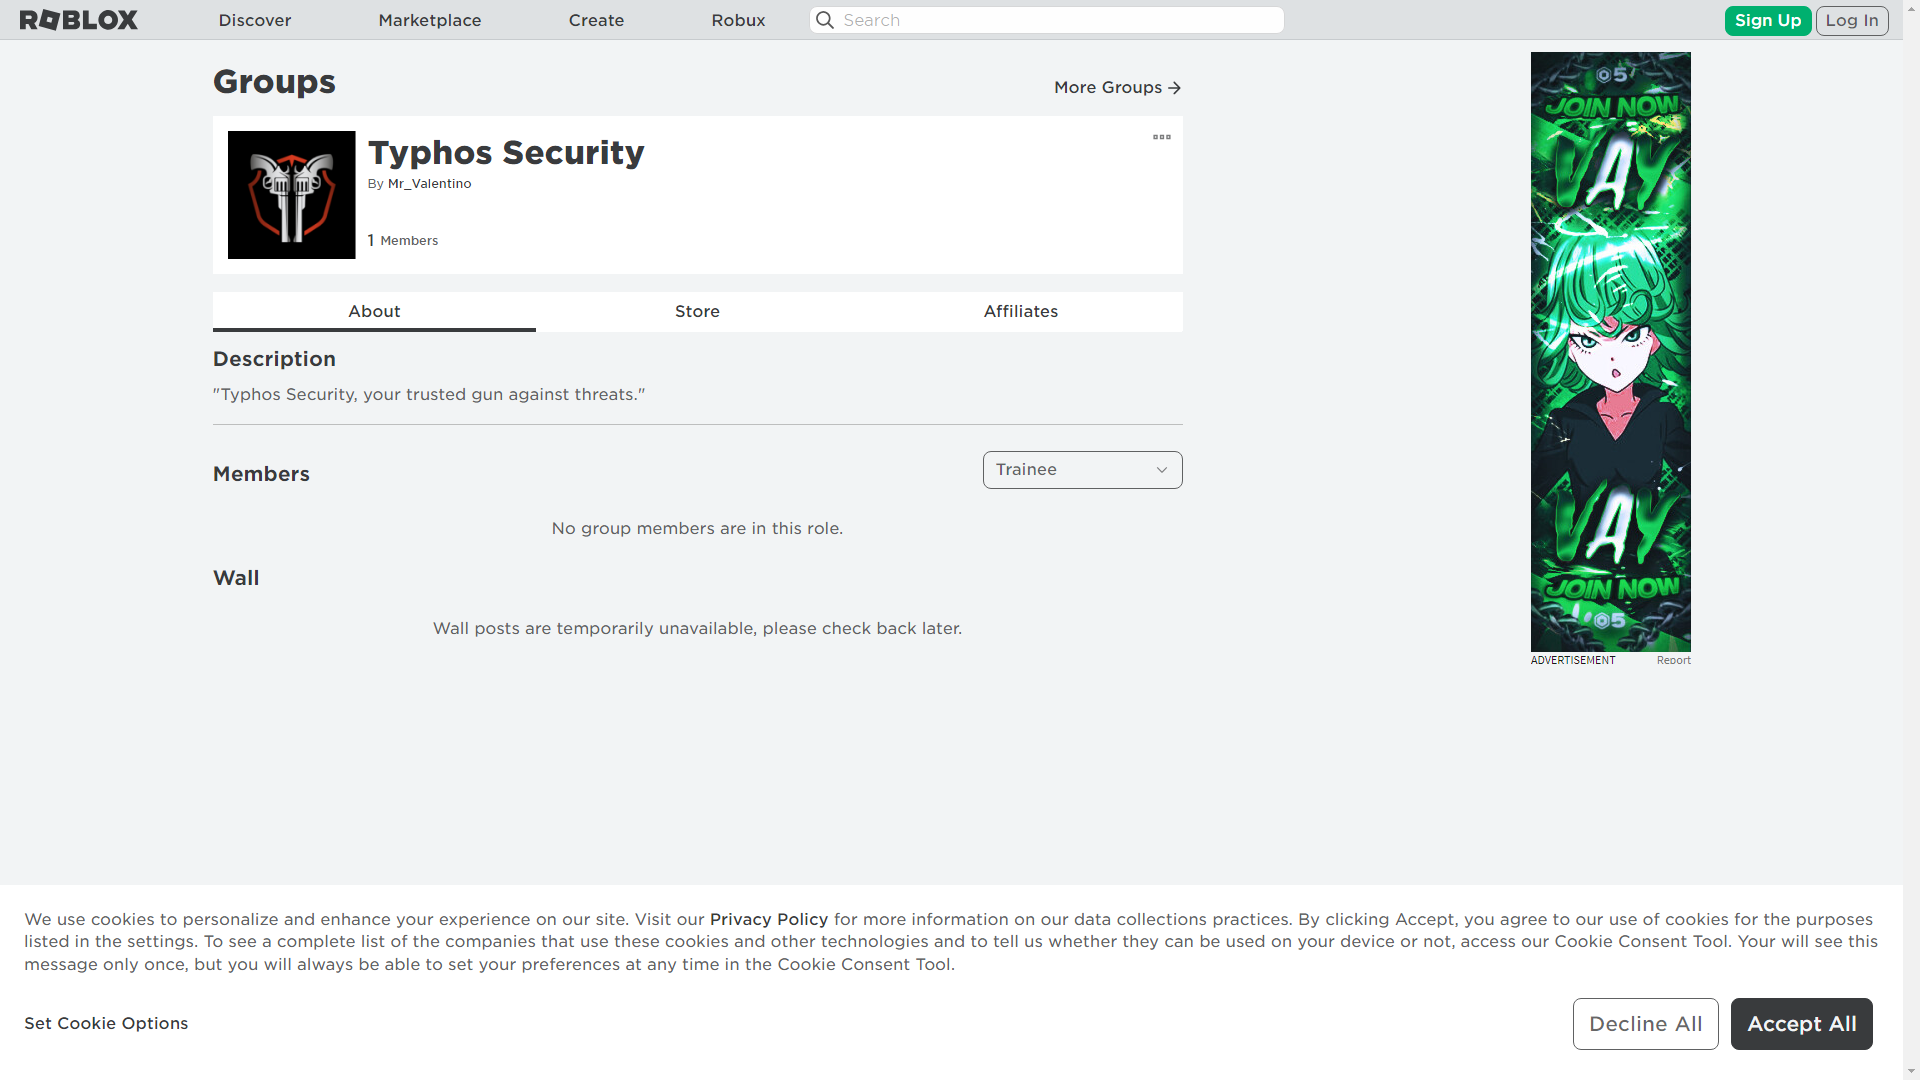 ROBLOX
Discover
Marketplace
Create
Robux
Search
Sign Up
Log In
Groups
More Groups
Typhos Security
By Mr_Valentino
1 Members
About
Store
Affiliates
Description
"Typhos Security, your trusted gun against threats."
Members
Trainee
No group members are in this role.
Wall
Wall posts are temporarily unavailable, please check back later.
5
JOIN NOW
VAY
VAY
JOIN NOW
5
ADVERTISEMENT
Report
We use cookies to personalize and enhance your experience on our site. Visit our Privacy Policy for more information on our data collections practices. By clicking Accept, you agree to our use of cookies for the purposes
listed in the settings. To see a complete list of the companies that use these cookies and other technologies and to tell us whether they can be used on your device or not, access our Cookie Consent Tool. Your will see this
message only once, but you will always be able to set your preferences at any time in the Cookie Consent Tool.
Set Cookie Options
Decline All
Accept All